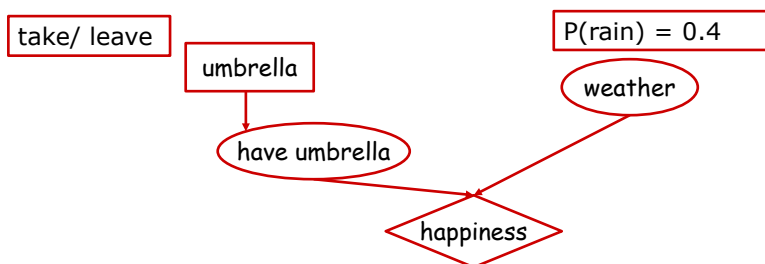 take/ leave
P(rain) = 0.4
umbrella
weather
have umbrella
happiness